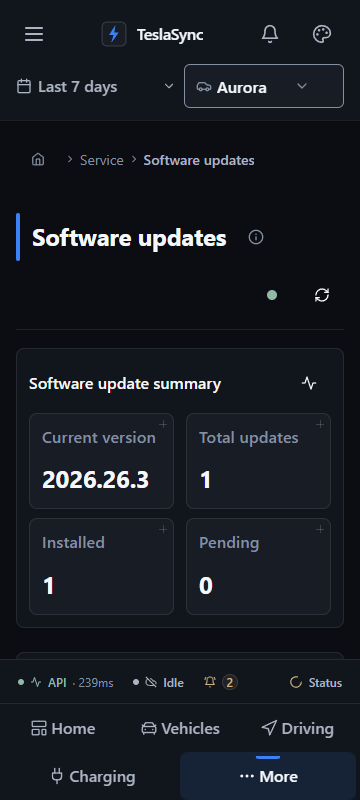 TeslaSync
Last 7 days
Aurora
Service
Software updates
Software updates
Software update summary
Current version
2026.26.3
Total updates
1
Installed
1
Pending
0
API · 239ms
Idle
2
Status
Home
Vehicles
Driving
Charging
More